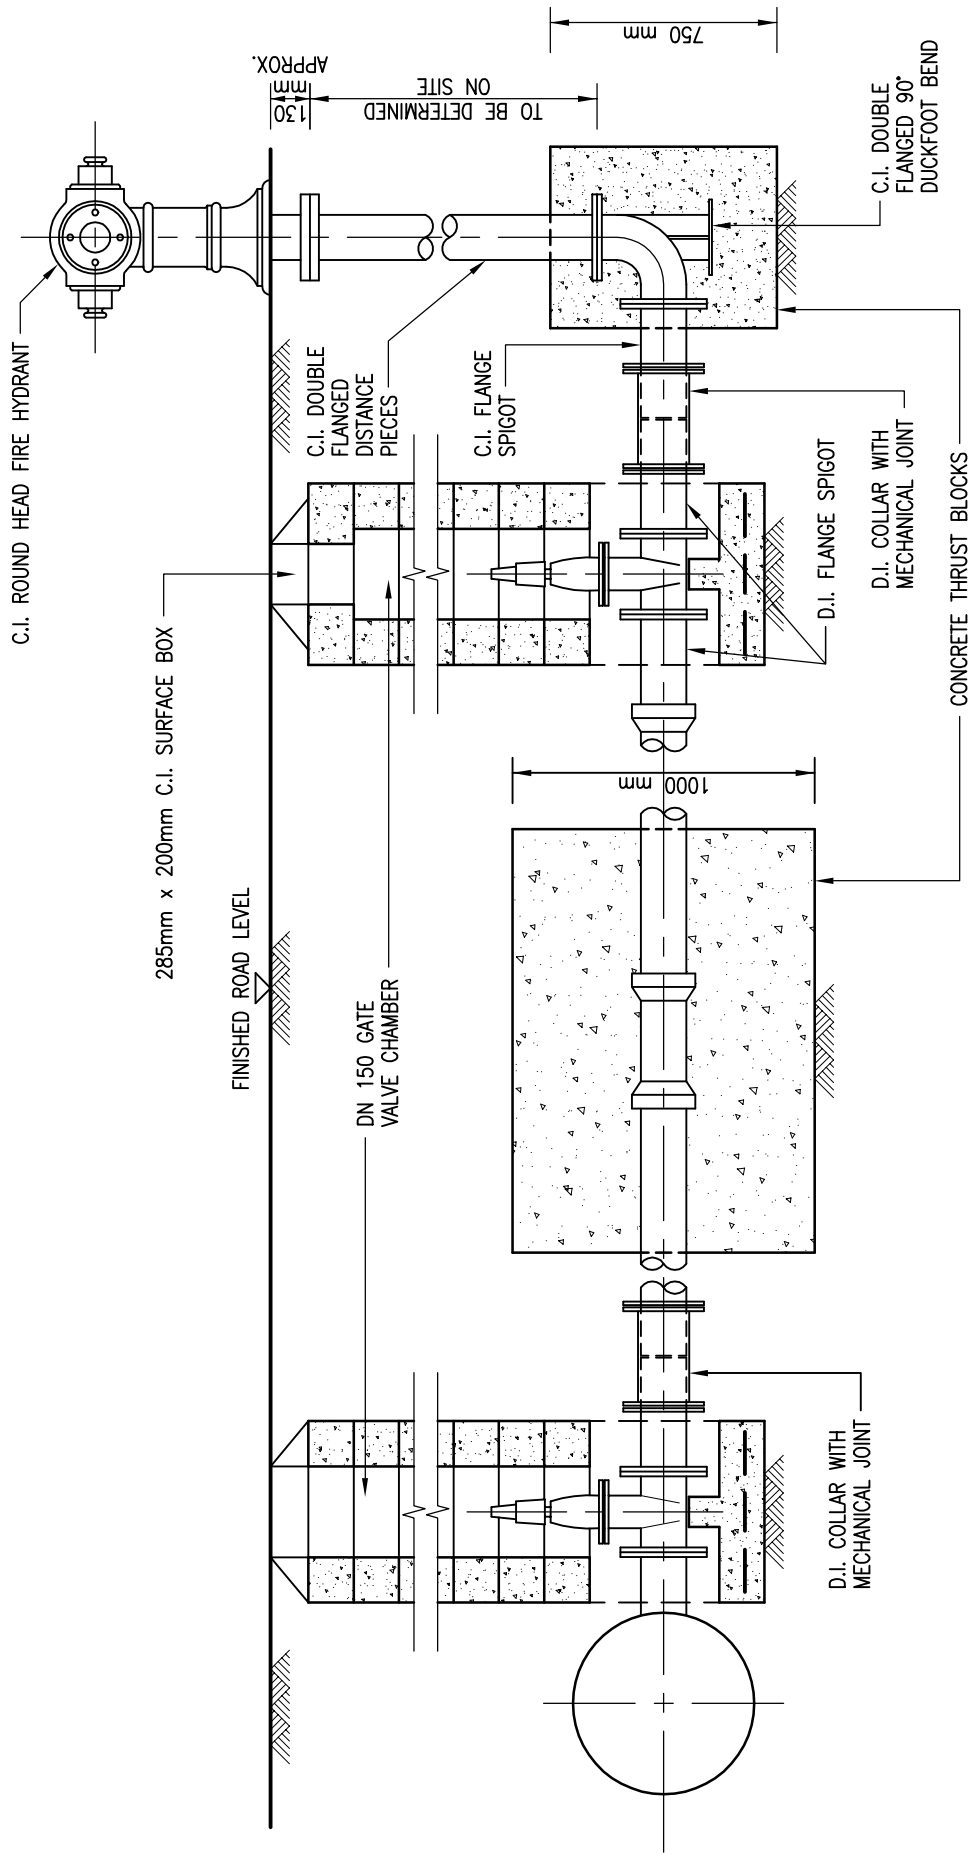 C.I. ROUND HEAD FIRE HYDRANT
285mm x 200mm C.I. SURFACE BOX
FINISHED ROAD LEVEL
130
mm
APPROX.
TO BE DETERMINED
ON SITE
750 mm
C.I. DOUBLE
FLANGED
DISTANCE
PIECES
DN 150 GATE
VALVE CHAMBER
C.I. FLANGE
SPIGOT
1000 mm
D.I. COLLAR WITH
MECHANICAL JOINT
D.I. FLANGE SPIGOT
D.I. COLLAR WITH
MECHANICAL JOINT
C.I. DOUBLE
FLANGED 90°
DUCKFOOT BEND
CONCRETE THRUST BLOCKS